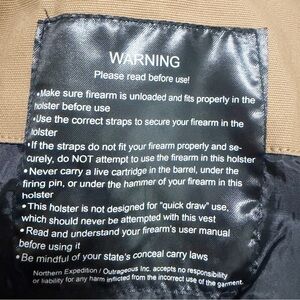 WARNING
Please read before use!
•Make sure firearm is unloaded and fits properly in the
holster before use
•Use the correct straps to secure your firearm in the
holster
•If the straps do not fit your firearm properly and se-
curely, do NOT attempt to use the firearm in this holster
•Never carry a live cartridge in the barrel, under the
firing pin, or under the hammer of your firearm in this
holster
•This holster is not designed for "quick draw" use,
which should never be attempted with this vest
•Read and understand your firearm's user manual
before using it
•Be mindful of your state's conceal carry laws
Northern Expedition / Outrageous Inc. accepts no responsibility
or liability for any harm inflicted from the incorrect use of the garment.